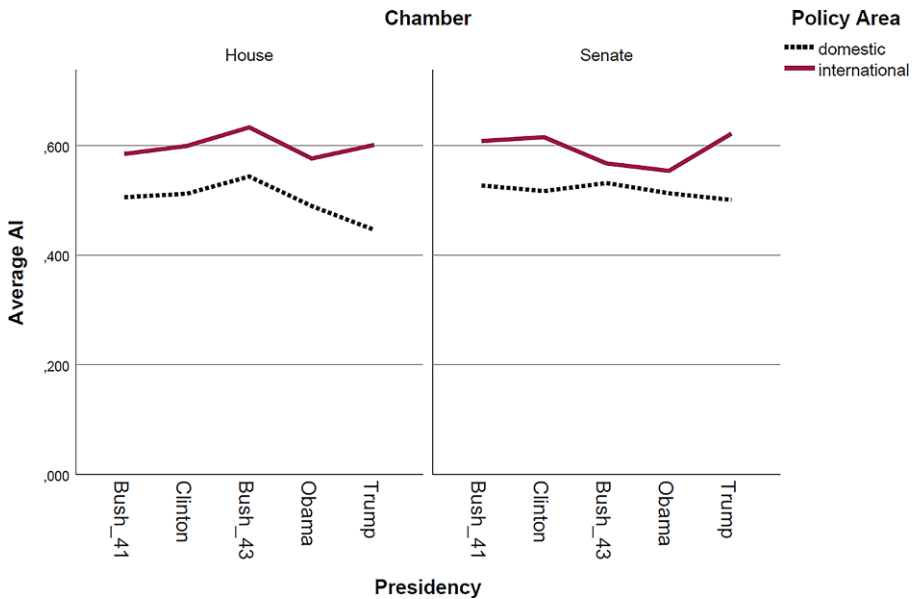 Chamber
Policy Area
House
Senate
domestic
international
,600
,400
,200
,000
Average AI
Bush_41
Clinton
Bush_43
Obama
Trump
Bush_41
Clinton
Bush_43
Obama
Trump
Presidency